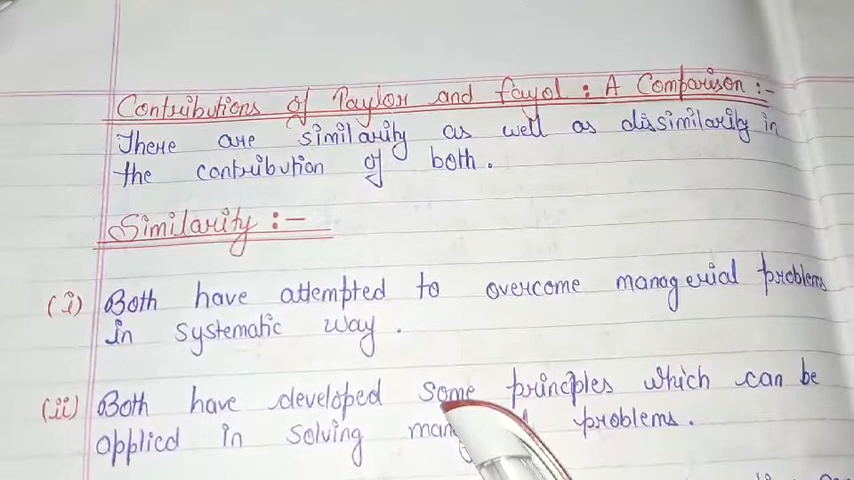 Contributions of Taylor and Fayol : A Comparison :-
There are similarity as well as dissimilarity in
the contribution of both.
Similarity :-
(i) Both have attempted to overcome managerial problems
in systematic way.
(ii) Both have developed some principles which can be
applied in solving problems.